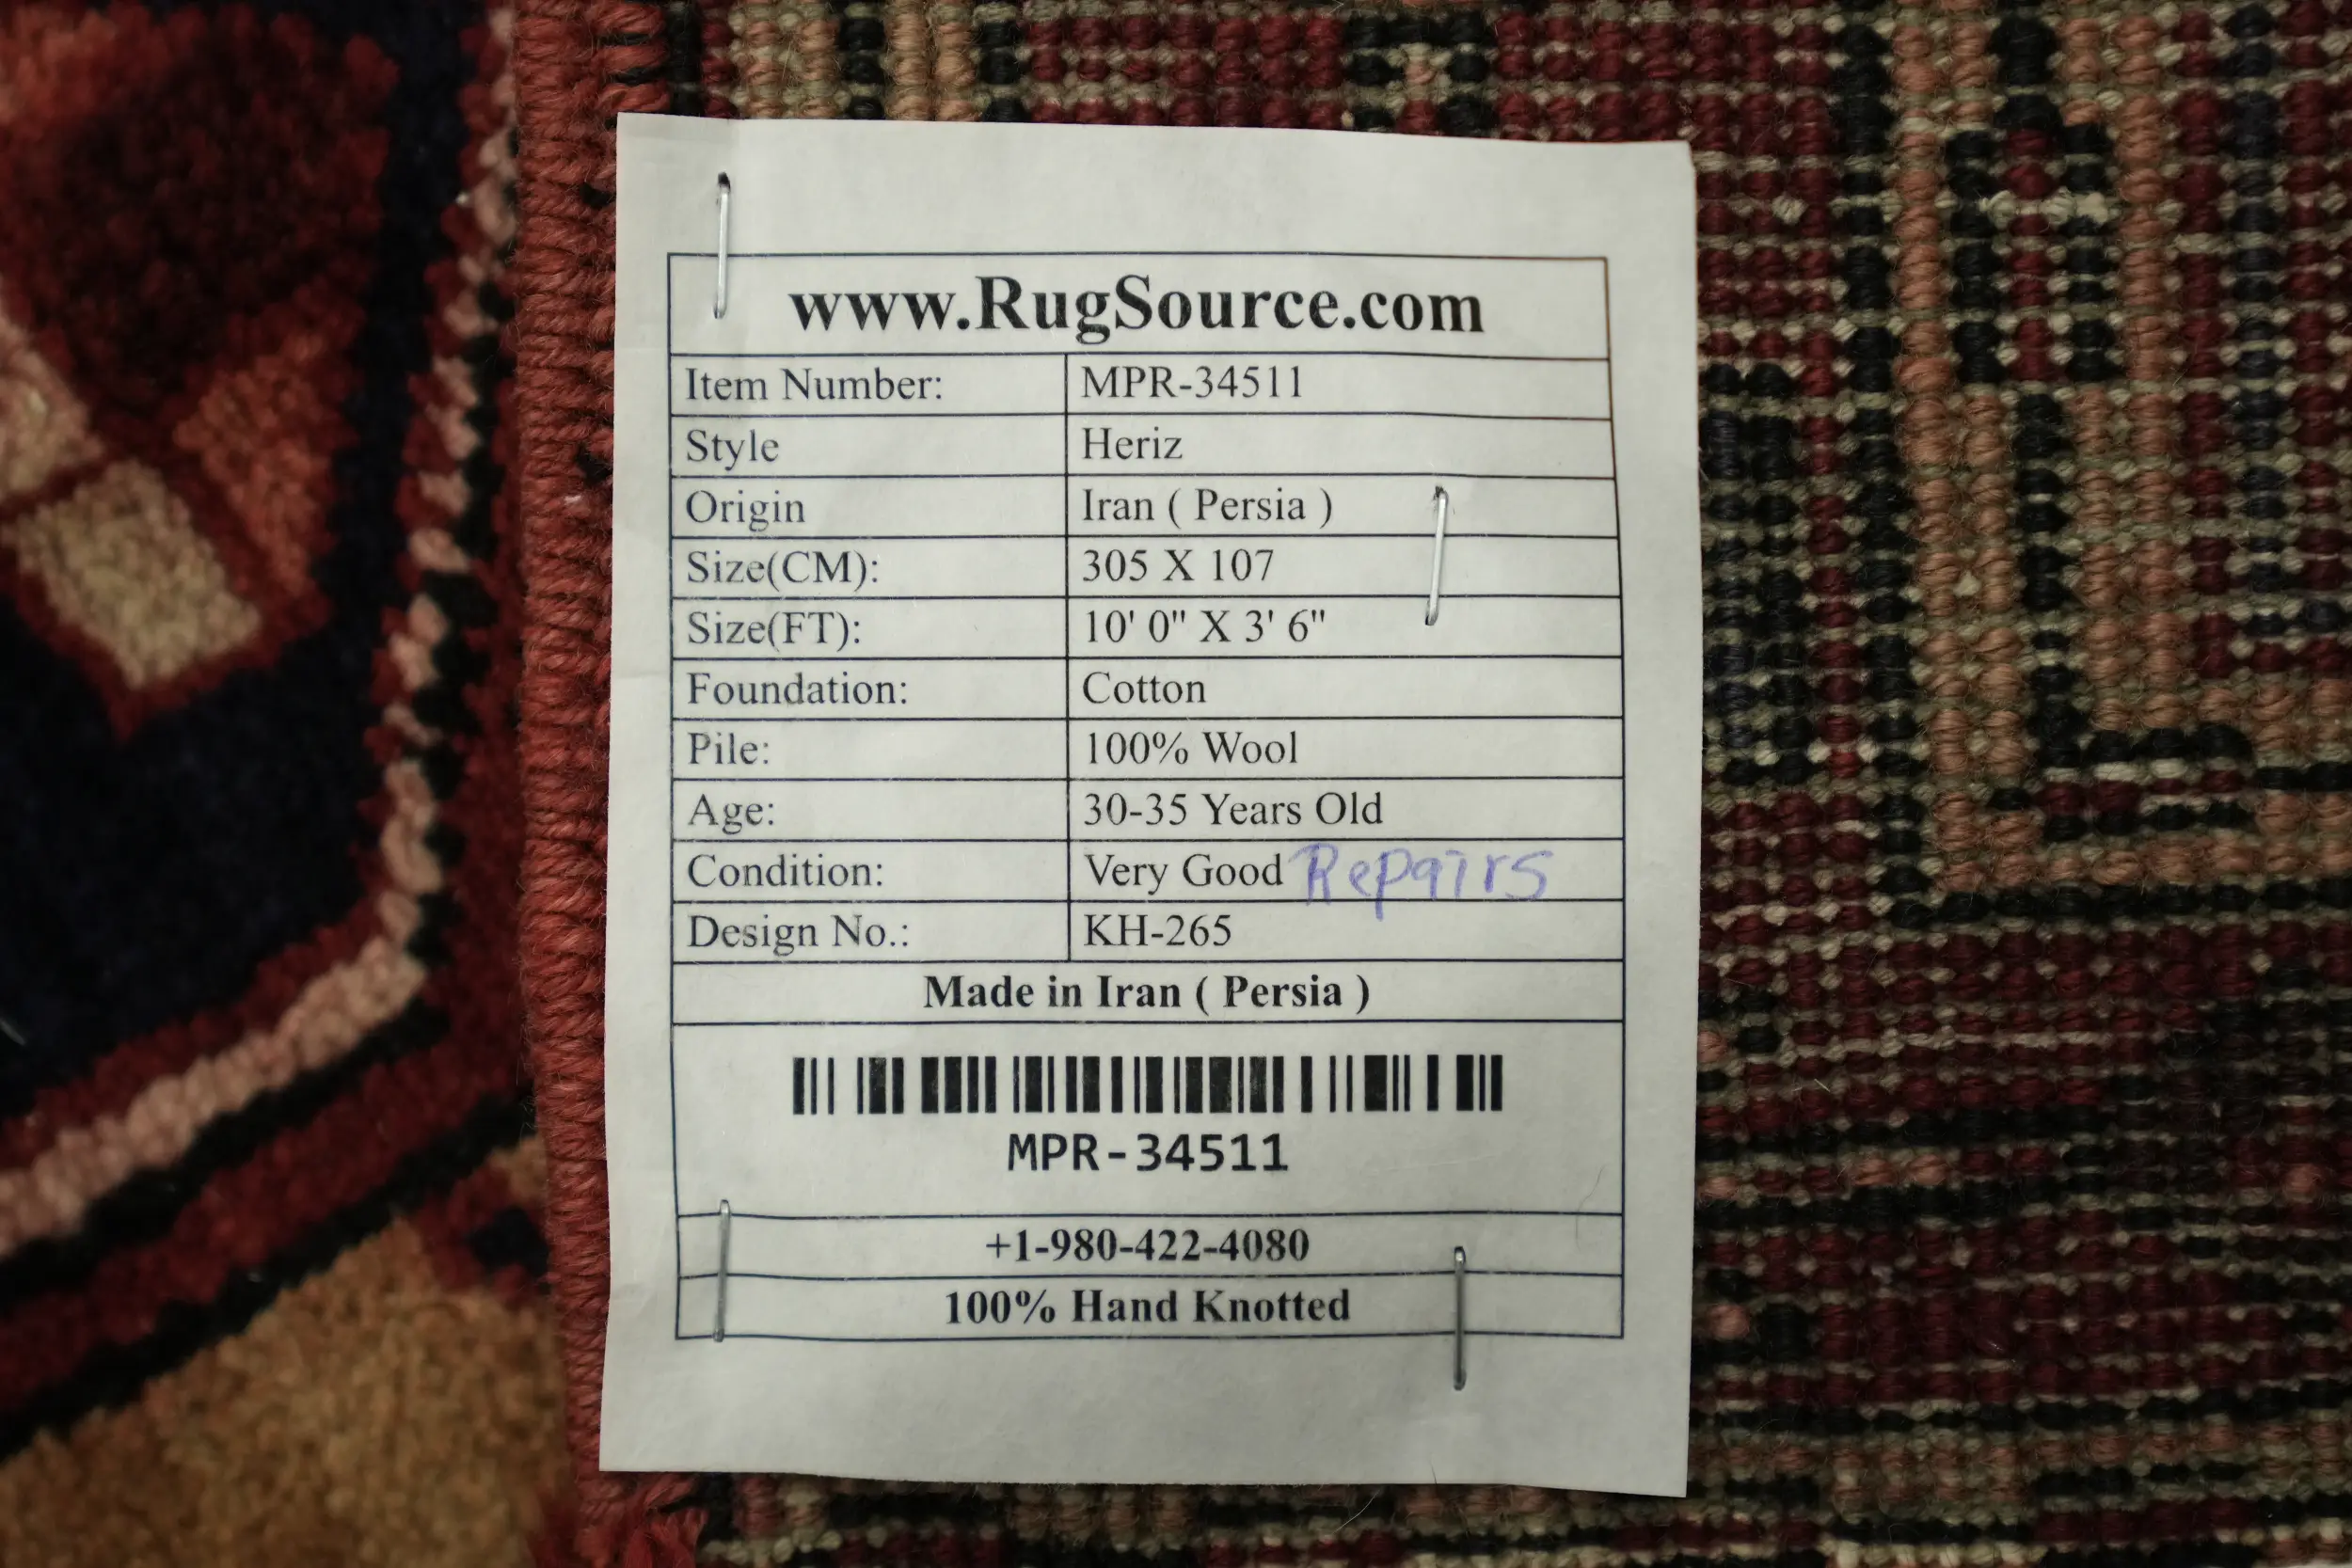 www.RugSource.com
Item Number: MPR-34511
Style Heriz
Origin Iran ( Persia )
Size(CM): 305 X 107
Size(FT): 10' 0" X 3' 6"
Foundation: Cotton
Pile: 100% Wool
Age: 30-35 Years Old
Condition: Very Good Repairs
Design No.: KH-265
Made in Iran ( Persia )
MPR-34511
+1-980-422-4080
100% Hand Knotted